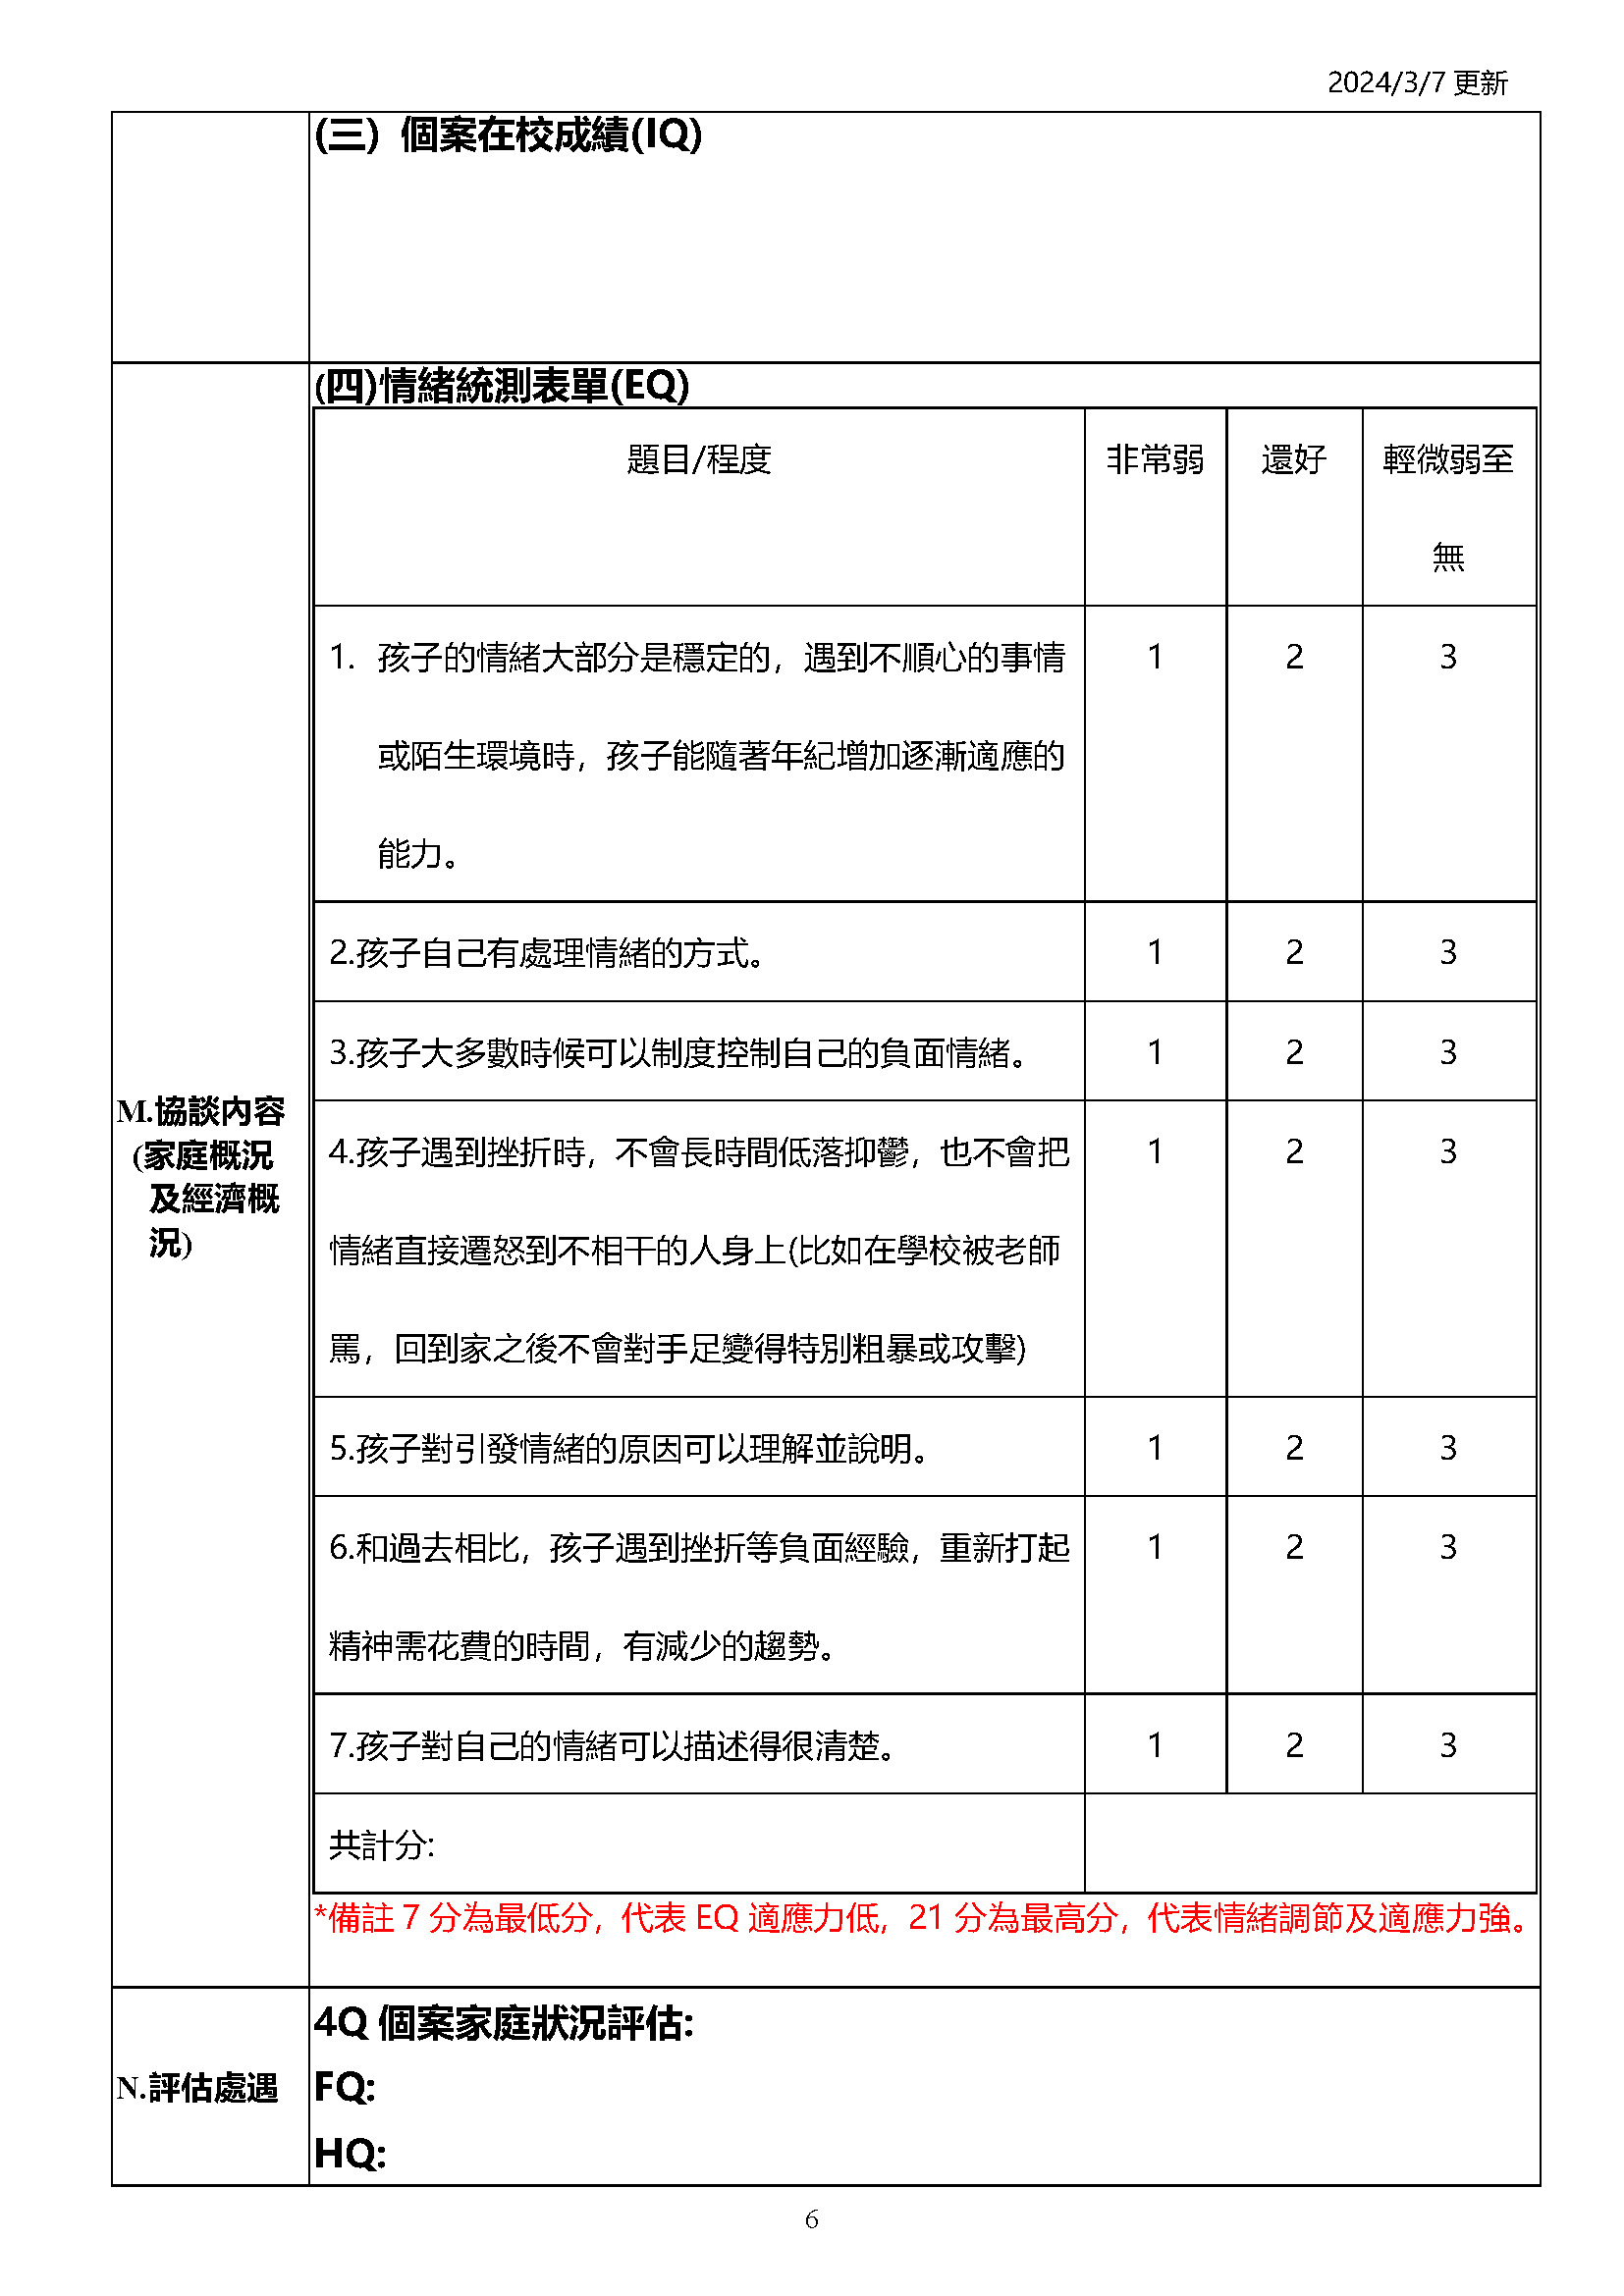 2024/3/7 更新
(三) 個案在校成績(IQ)
(四)情緒統測表單(EQ)
題目/程度 非常弱 還好 輕微弱至
無
1. 孩子的情緒大部分是穩定的，遇到不順心的事情 1 2 3
或陌生環境時，孩子能隨著年紀增加逐漸適應的
能力。
2.孩子自己有處理情緒的方式。 1 2 3
3.孩子大多數時候可以制度控制自己的負面情緒。 1 2 3
M.協談內容
(家庭概況
及經濟概
況)
4.孩子遇到挫折時，不會長時間低落抑鬱，也不會把 1 2 3
情緒直接遷怒到不相干的人身上(比如在學校被老師
罵，回到家之後不會對手足變得特別粗暴或攻擊)
5.孩子對引發情緒的原因可以理解並說明。 1 2 3
6.和過去相比，孩子遇到挫折等負面經驗，重新打起 1 2 3
精神需花費的時間，有減少的趨勢。
7.孩子對自己的情緒可以描述得很清楚。 1 2 3
共計分:
*備註 7 分為最低分，代表 EQ 適應力低，21 分為最高分，代表情緒調節及適應力強。
N.評估處遇
4Q 個案家庭狀況評估:
FQ:
HQ:
6